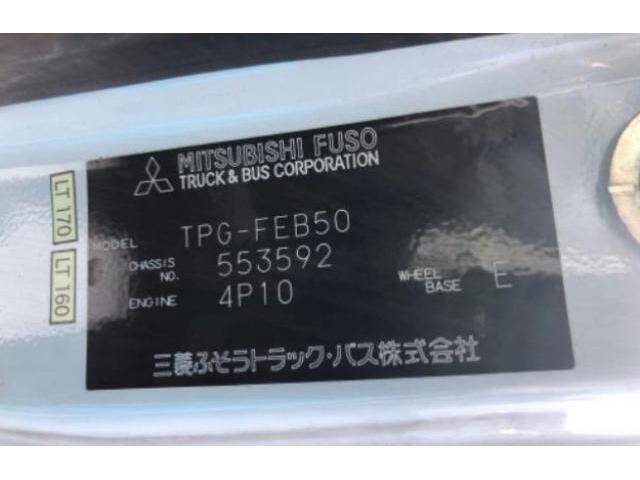 MITSUBISHI FUSO
TRUCK & BUS CORPORATION
MODEL TPG-FEB50
CHASSIS NO. 553592
ENGINE 4P10
WHEEL BASE E
三菱ふそうトラック・バス株式会社
LT 170
LT 160